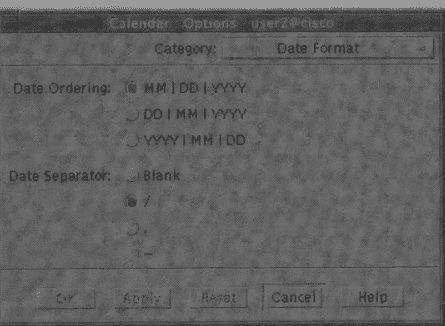 Calendar Options user2@cisco
Category: Date Format
Date Ordering: MM | DD | YYYY
DD | MM | YYYY
YYYY | MM | DD
Date Separator: Blank
/
.
-
OK Apply Reset Cancel Help